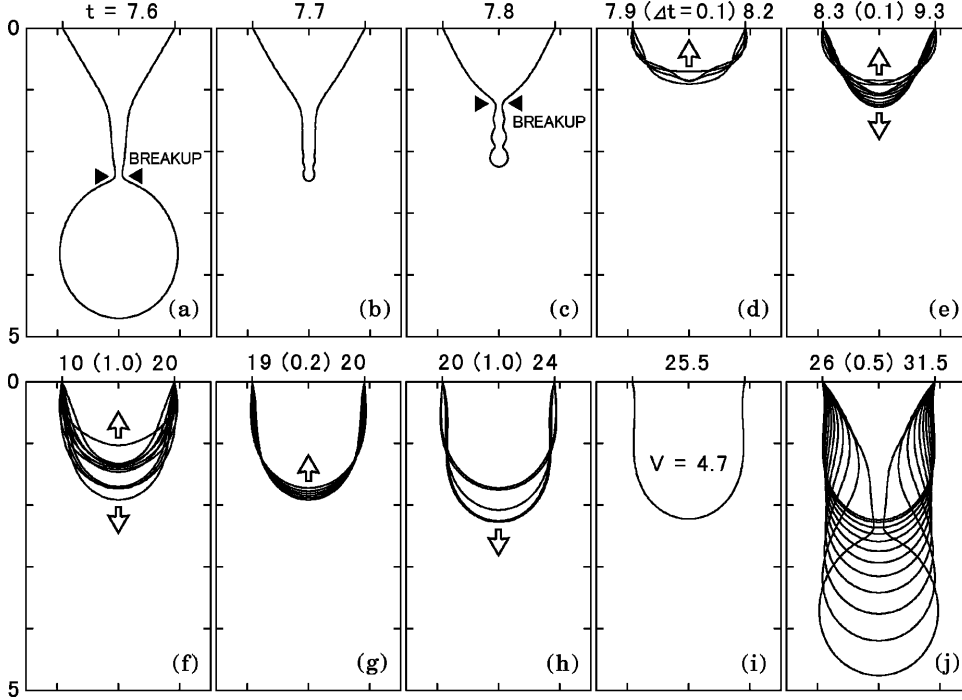 t = 7.6
7.7
7.8
7.9 (Δt=0.1) 8.2
8.3 (0.1) 9.3
0
BREAKUP
BREAKUP
5
(a)
(b)
(c)
(d)
(e)
10 (1.0) 20
19 (0.2) 20
20 (1.0) 24
25.5
26 (0.5) 31.5
0
V = 4.7
5
(f)
(g)
(h)
(i)
(j)